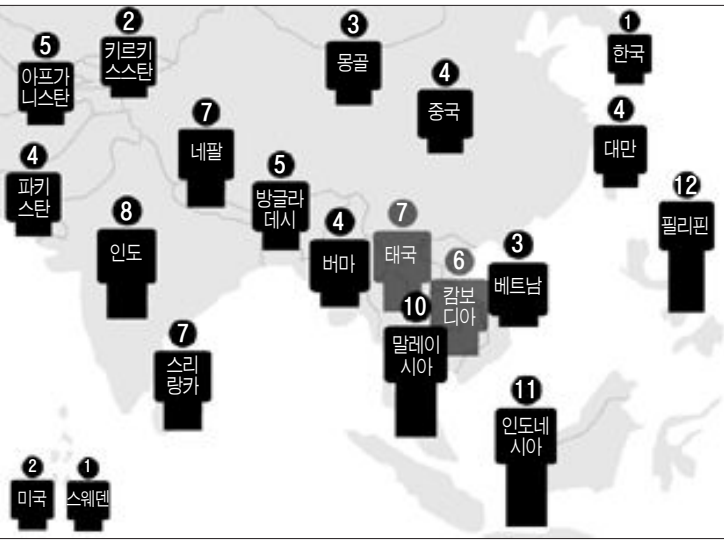 5
아프가
니스탄
2
키르키
스스탄
3
몽골
4
중국
1
한국
4
대만
7
네팔
4
파키
스탄
8
인도
5
방글라
데시
4
버마
7
태국
6
캄보
디아
3
베트남
12
필리핀
10
말레이
시아
7
스리
랑카
11
인도네
시아
2
미국
1
스웨덴